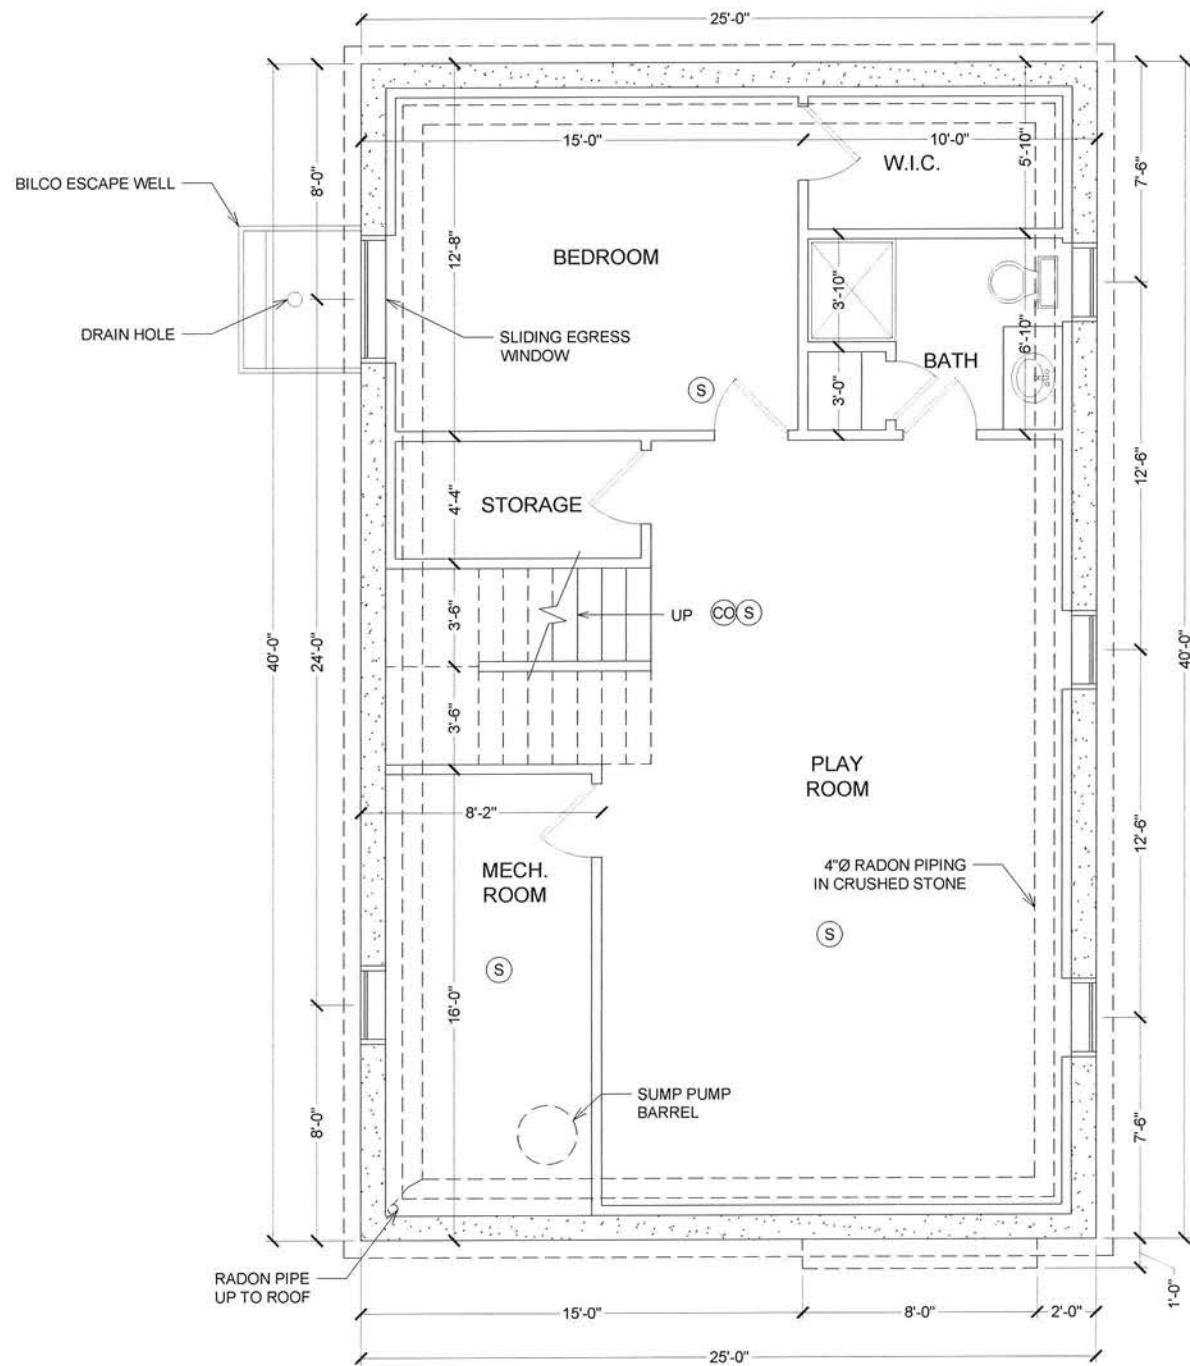 25'-0"
15'-0"
10'-0"
W.I.C.
5'-10"
7'-6"
8'-0"
BILCO ESCAPE WELL
12'-8"
BEDROOM
3'-10"
DRAIN HOLE
SLIDING EGRESS
WINDOW
6'-10"
BATH
S
3'-0"
12'-6"
STORAGE
4'-4"
UP
CO
S
3'-6"
40'-0"
24'-0"
40'-0"
3'-6"
PLAY
ROOM
8'-2"
12'-6"
MECH.
ROOM
4"Ø RADON PIPING
IN CRUSHED STONE
S
S
16'-0"
SUMP PUMP
BARREL
8'-0"
7'-6"
RADON PIPE
UP TO ROOF
1'-0"
15'-0"
8'-0"
2'-0"
25'-0"